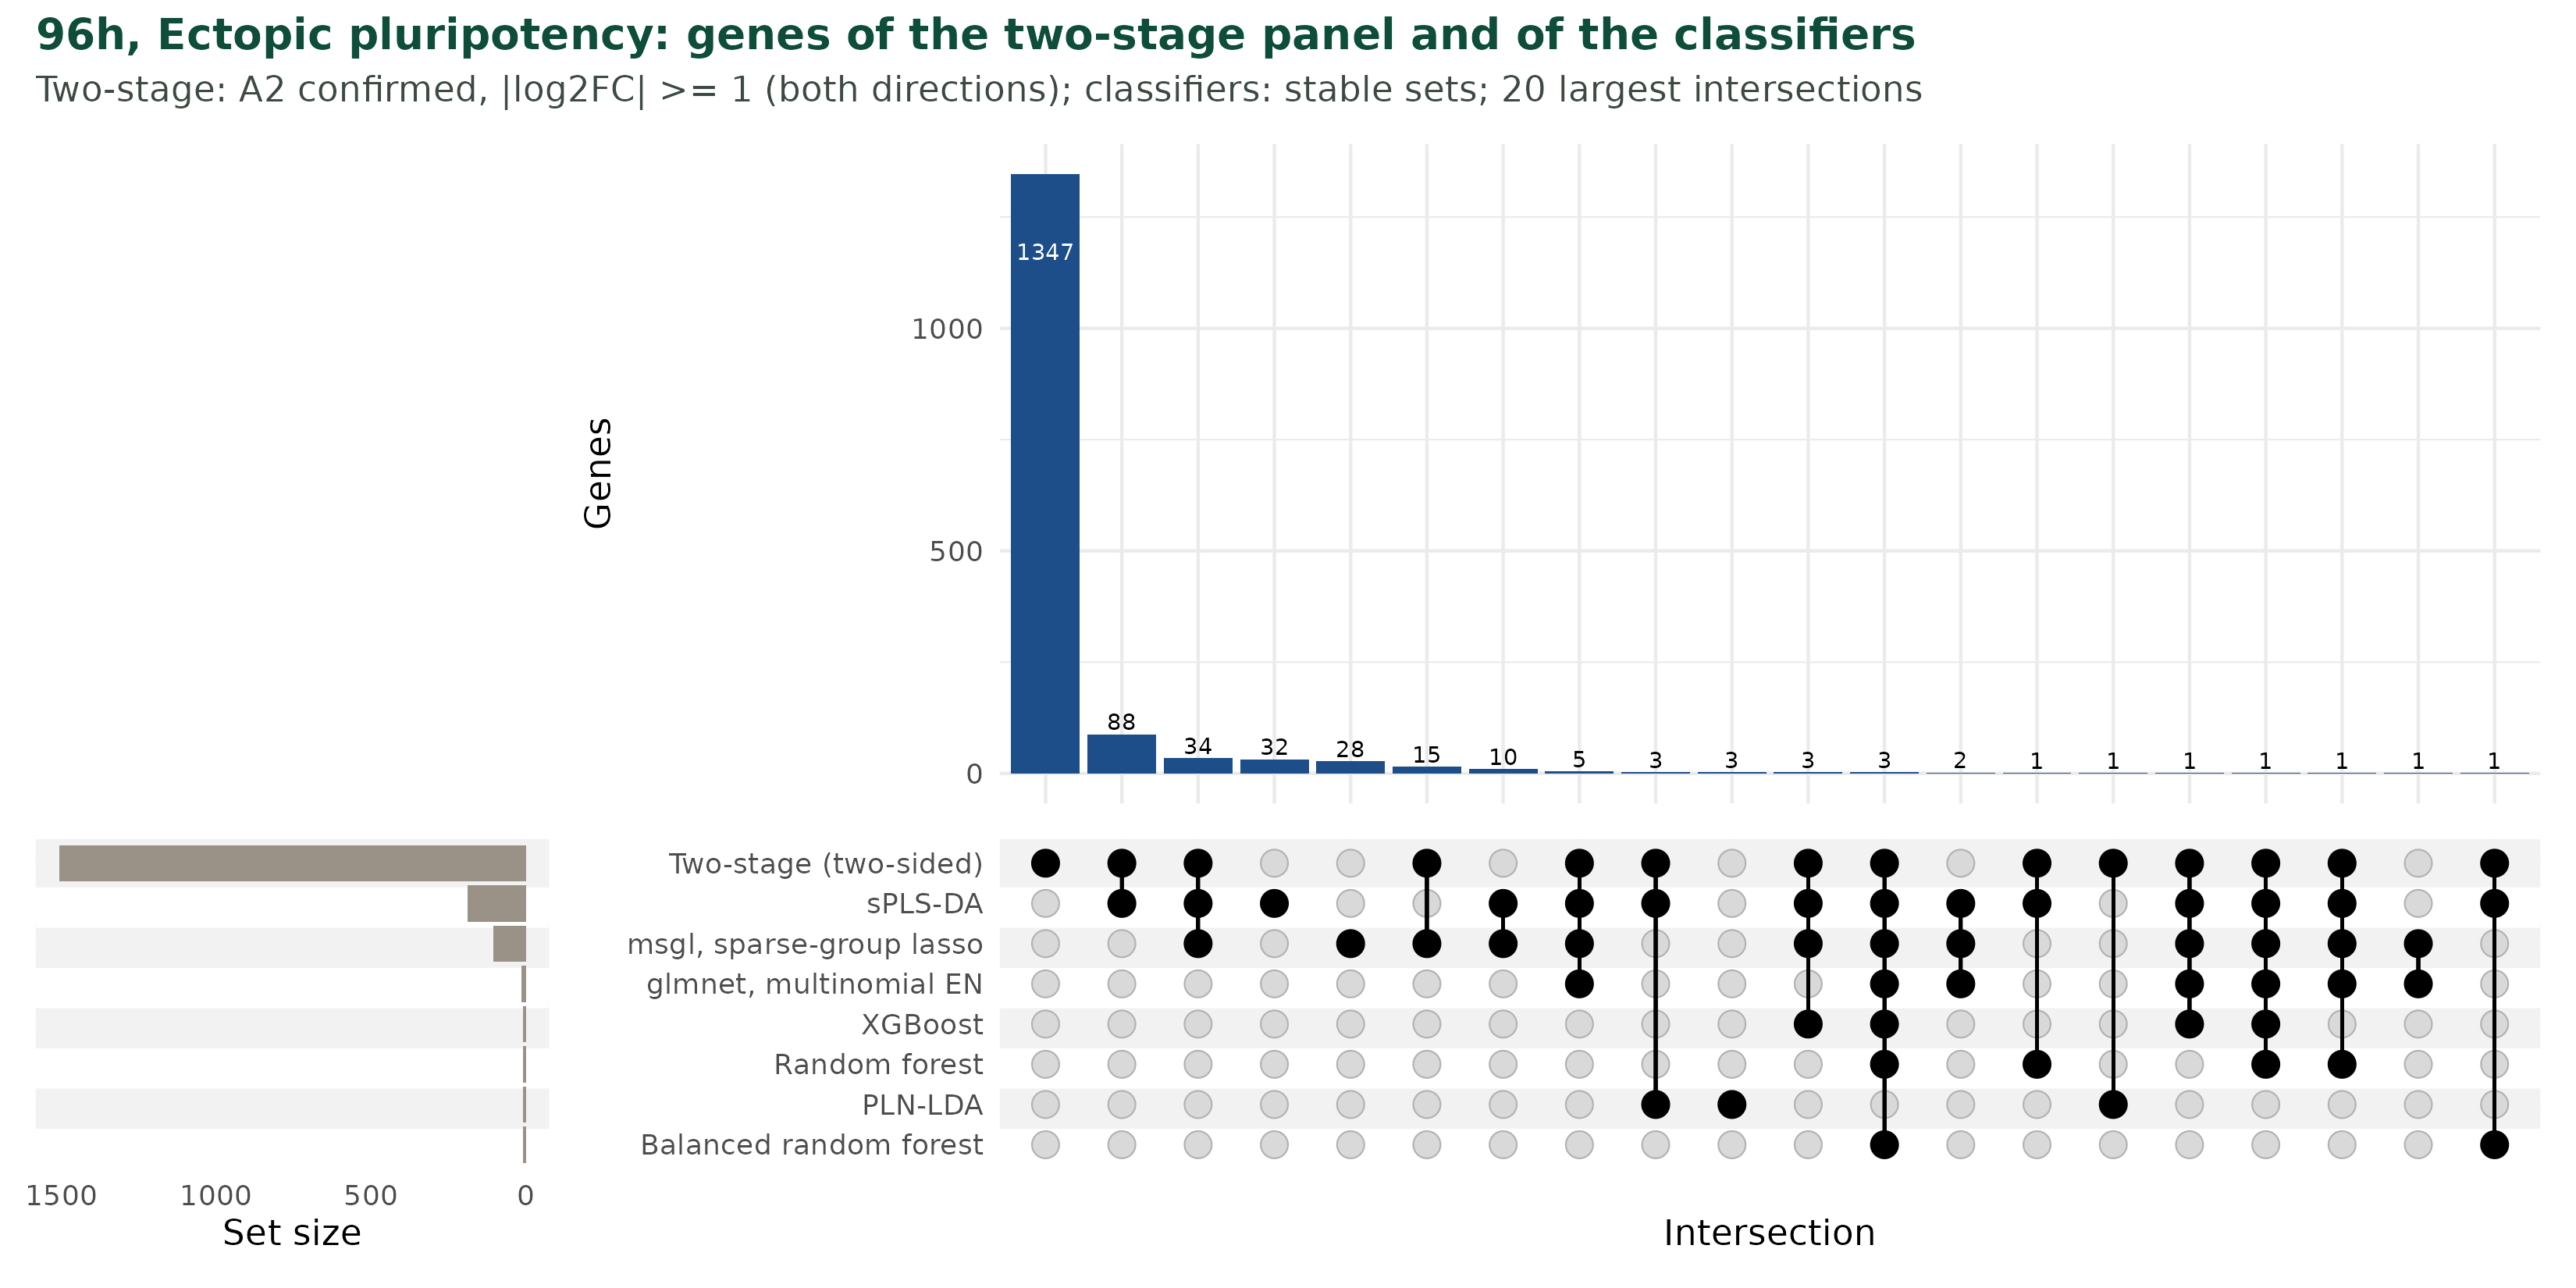 96h, Ectopic pluripotency: genes of the two-stage panel and of the classifiers
Two-stage: A2 confirmed, |log2FC| >= 1 (both directions); classifiers: stable sets; 20 largest intersections
Genes
1000
500
0
1347
88
34
32
28
15
10
5
3
3
3
3
2
1
1
1
1
1
1
1
Two-stage (two-sided)
sPLS-DA
msgl, sparse-group lasso
glmnet, multinomial EN
XGBoost
Random forest
PLN-LDA
Balanced random forest
1500 1000 500 0
Set size
Intersection